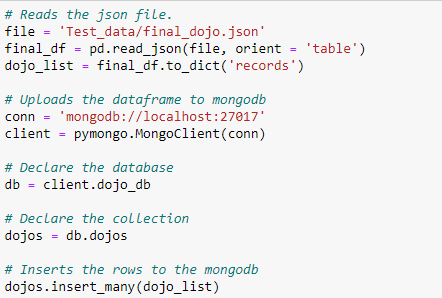 # Reads the json file.
file = 'Test_data/final_dojo.json'
final_df = pd.read_json(file, orient = 'table')
dojo_list = final_df.to_dict('records')
# Uploads the dataframe to mongodb
conn = 'mongodb://localhost:27017'
client = pymongo.MongoClient(conn)
# Declare the database
db = client.dojo_db
# Declare the collection
dojos = db.dojos
# Inserts the rows to the mongodb
dojos.insert_many(dojo_list)